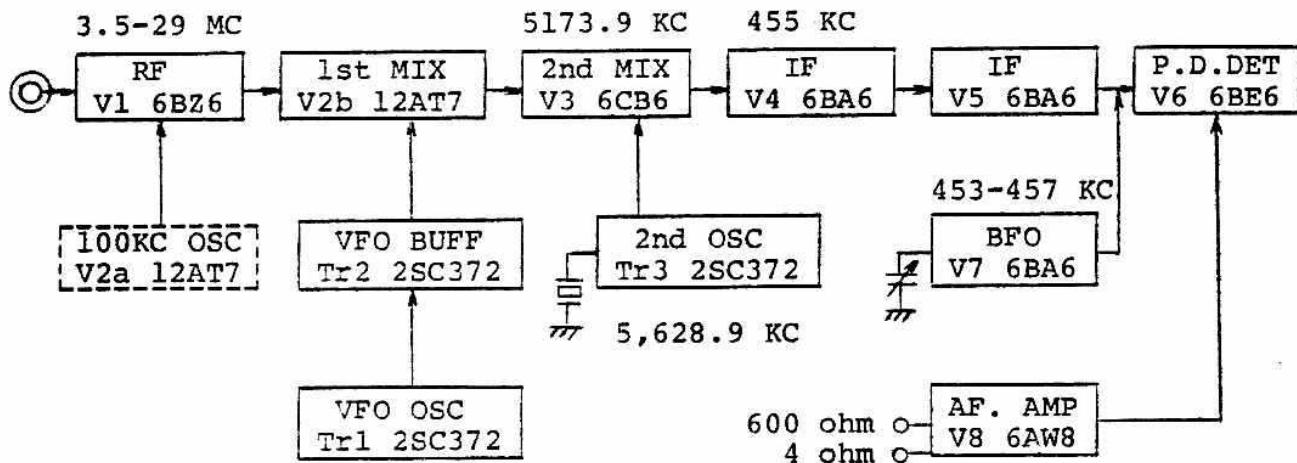 3.5-29 MC
5173.9 KC
455 KC
RF
V1 6BZ6
1st MIX
V2b 12AT7
2nd MIX
V3 6CB6
IF
V4 6BA6
IF
V5 6BA6
P.D.DET
V6 6BE6
453-457 KC
100KC OSC
V2a 12AT7
VFO BUFF
Tr2 2SC372
2nd OSC
Tr3 2SC372
BFO
V7 6BA6
5,628.9 KC
VFO OSC
Tr1 2SC372
600 ohm
4 ohm
AF. AMP
V8 6AW8